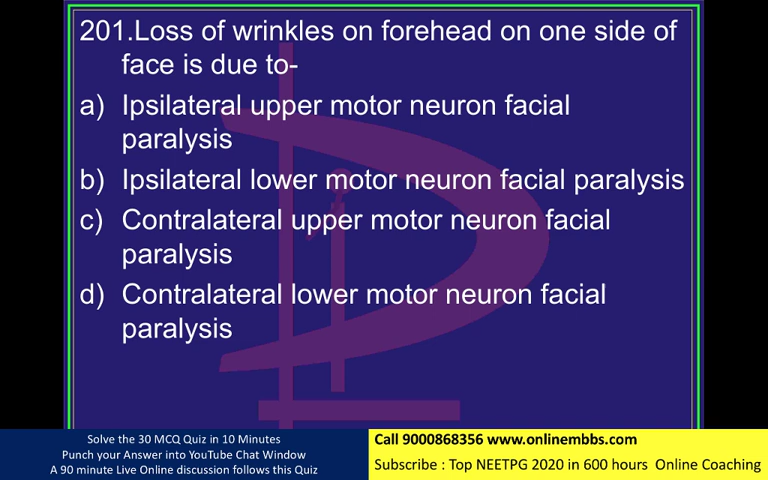 201.Loss of wrinkles on forehead on one side of
face is due to-
a) Ipsilateral upper motor neuron facial
paralysis
b) Ipsilateral lower motor neuron facial paralysis
c) Contralateral upper motor neuron facial
paralysis
d) Contralateral lower motor neuron facial
paralysis
Solve the 30 MCQ Quiz in 10 Minutes
Punch your Answer into YouTube Chat Window
A 90 minute Live Online discussion follows this Quiz
Call 9000868356 www.onlinembbs.com
Subscribe : Top NEETPG 2020 in 600 hours Online Coaching